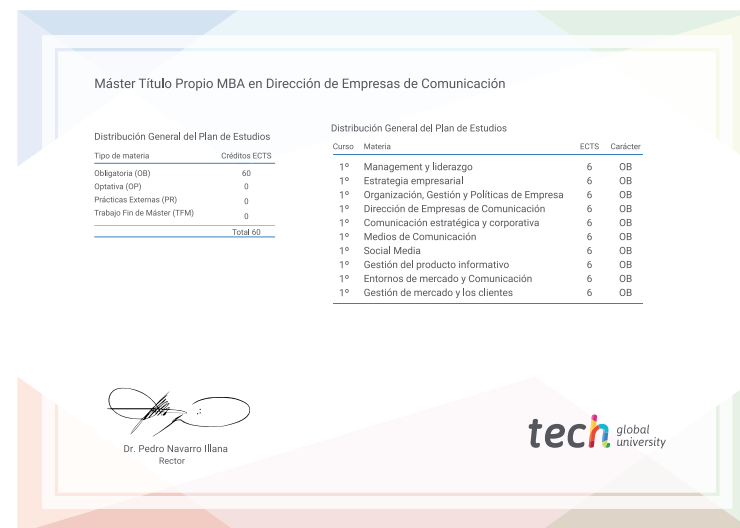 Máster Título Propio MBA en Dirección de Empresas de Comunicación
Distribución General del Plan de Estudios
Tipo de materia Créditos ECTS
Obligatoria (OB) 60
Optativa (OP) 0
Prácticas Externas (PR) 0
Trabajo Fin de Máster (TFM) 0
Total 60
Distribución General del Plan de Estudios
Curso Materia ECTS Carácter
1º Management y liderazgo 6 OB
1º Estrategia empresarial 6 OB
1º Organización, Gestión y Políticas de Empresa 6 OB
1º Dirección de Empresas de Comunicación 6 OB
1º Comunicación estratégica y corporativa 6 OB
1º Medios de Comunicación 6 OB
1º Social Media 6 OB
1º Gestión del producto informativo 6 OB
1º Entornos de mercado y Comunicación 6 OB
1º Gestión de mercado y los clientes 6 OB
Dr. Pedro Navarro Illana
Rector
tech global
university